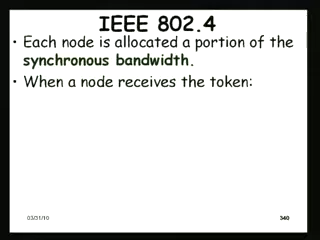 IEEE 802.4
• Each node is allocated a portion of the
synchronous bandwidth.
• When a node receives the token:
03/31/10
340